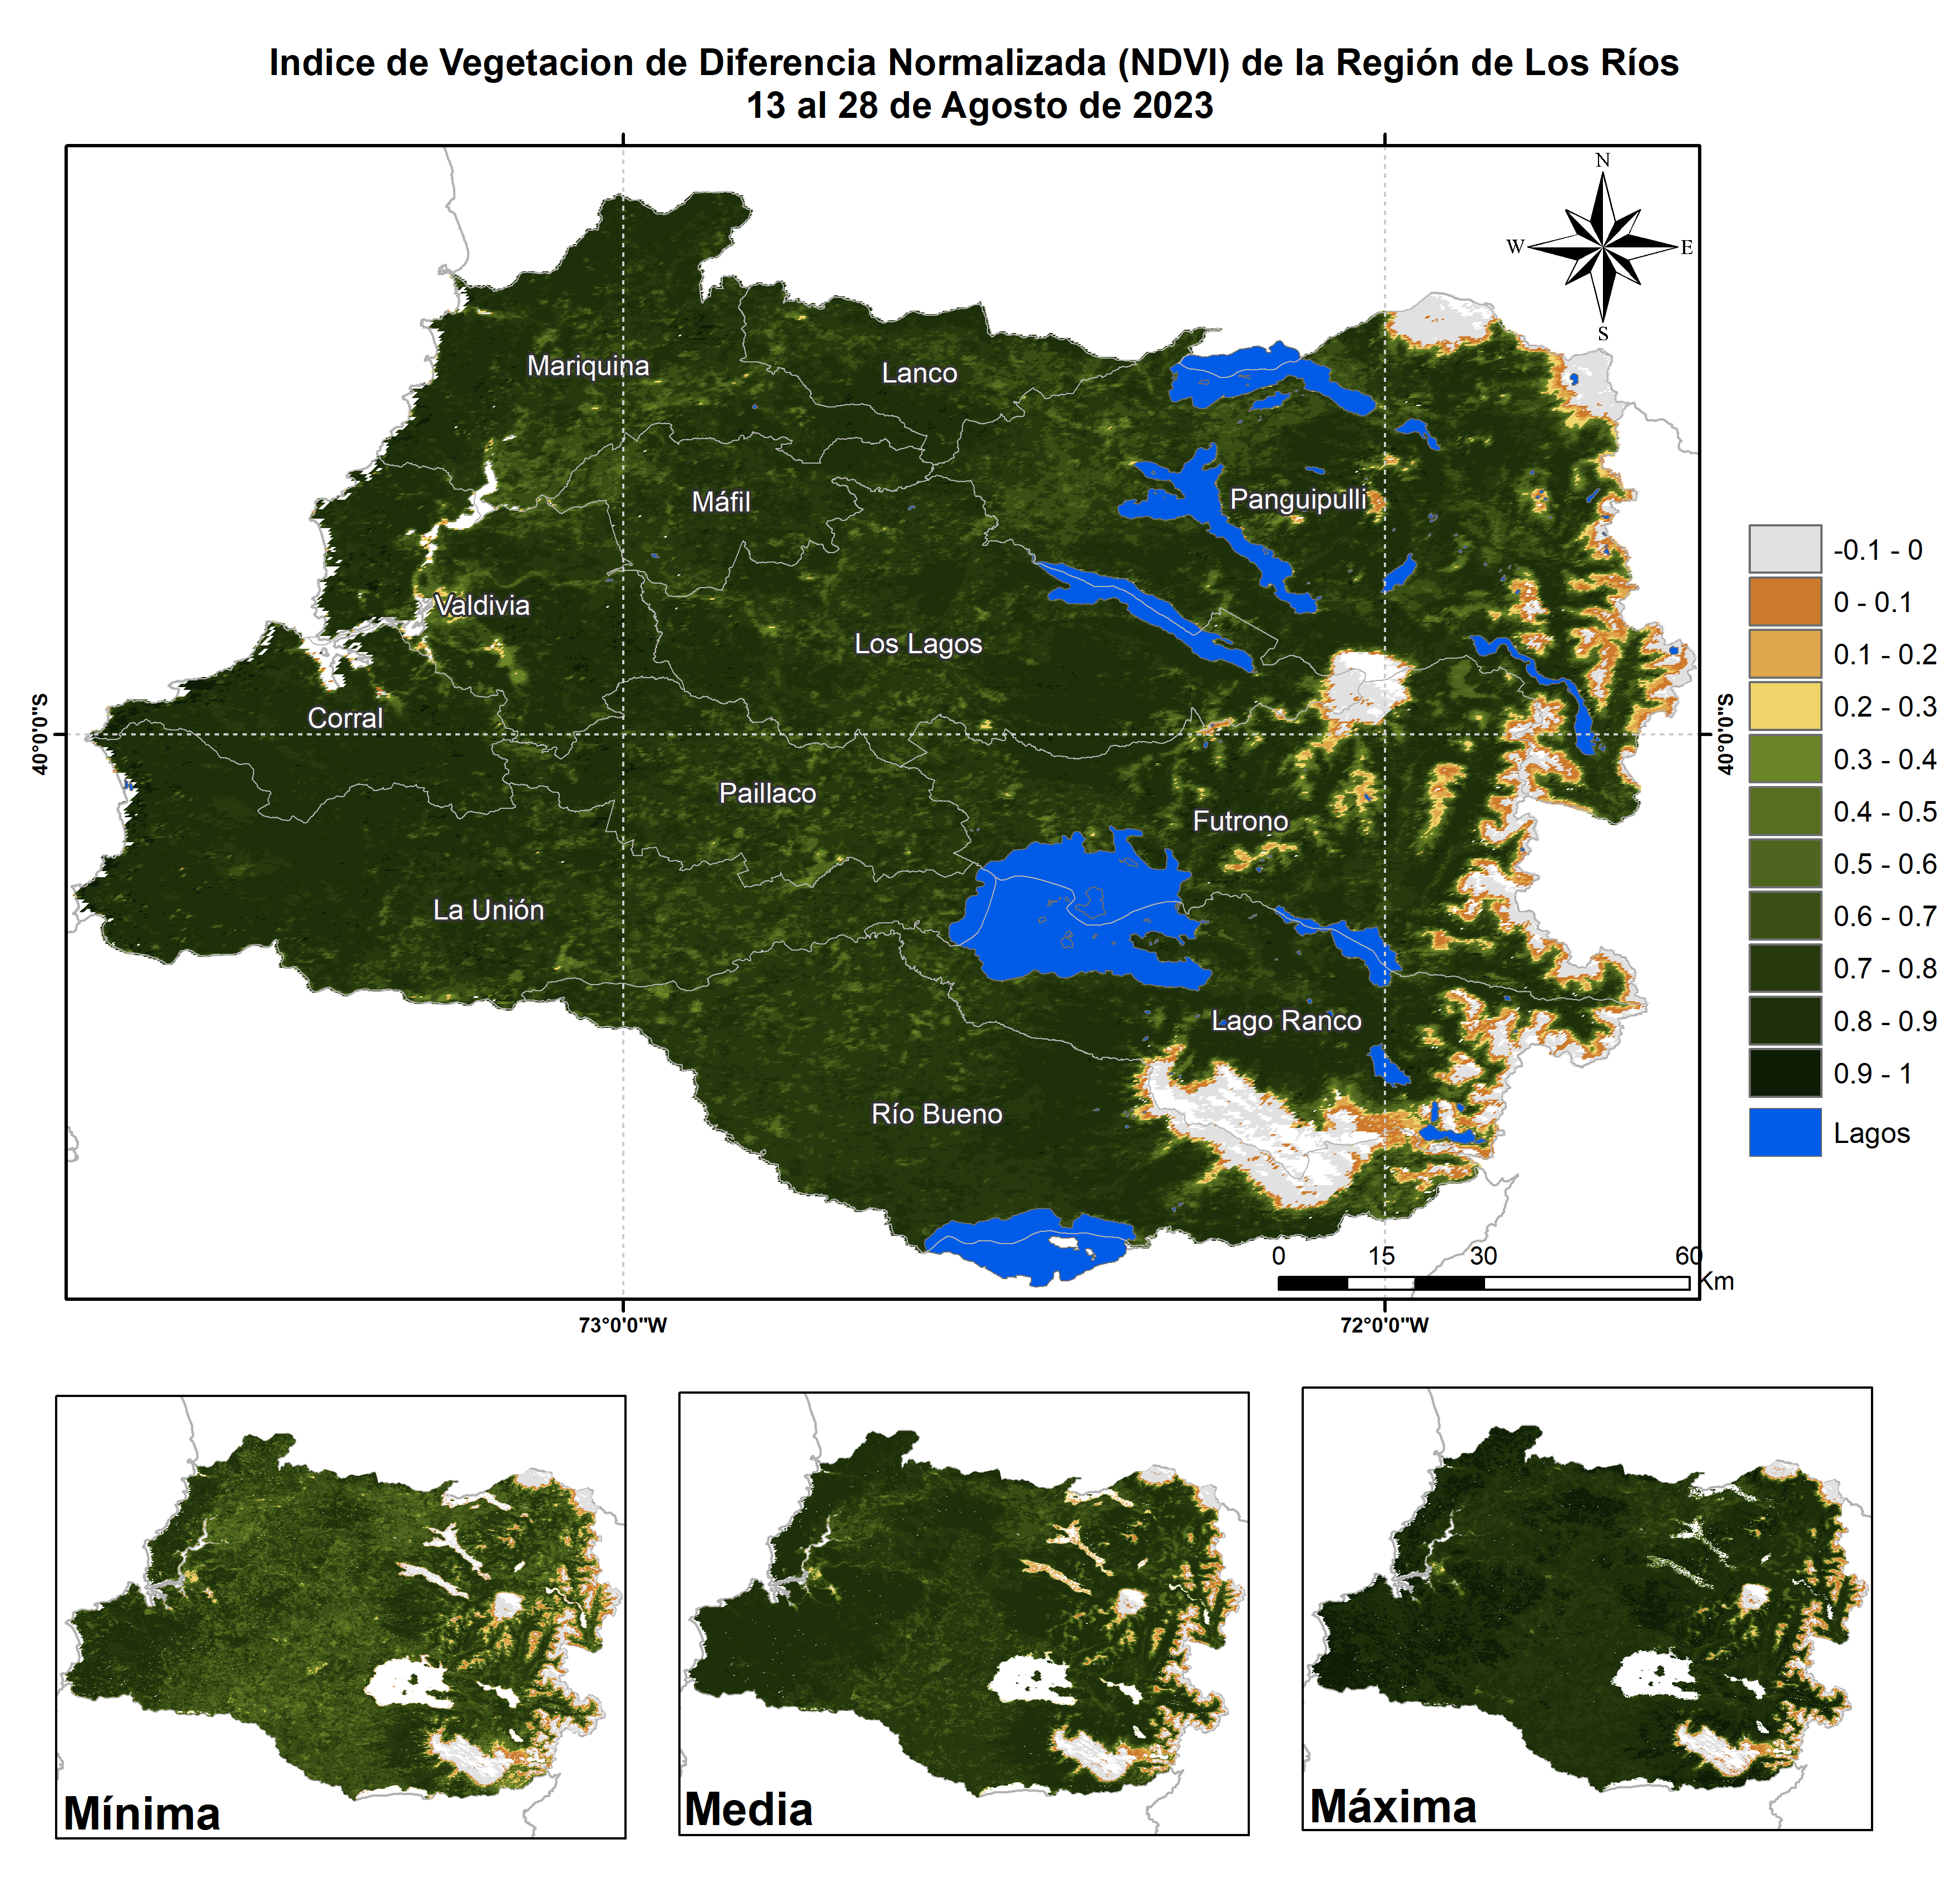 Indice de Vegetacion de Diferencia Normalizada (NDVI) de la Región de Los Ríos
13 al 28 de Agosto de 2023
N
W
E
S
Mariquina
Lanco
Máfil
Panguipulli
Valdivia
Los Lagos
Corral
Paillaco
Futrono
La Unión
Lago Ranco
Río Bueno
40°0'0"S
40°0'0"S
0 15 30 60
Km
73°0'0"W
72°0'0"W
-0.1 - 0
0 - 0.1
0.1 - 0.2
0.2 - 0.3
0.3 - 0.4
0.4 - 0.5
0.5 - 0.6
0.6 - 0.7
0.7 - 0.8
0.8 - 0.9
0.9 - 1
Lagos
Mínima
Media
Máxima